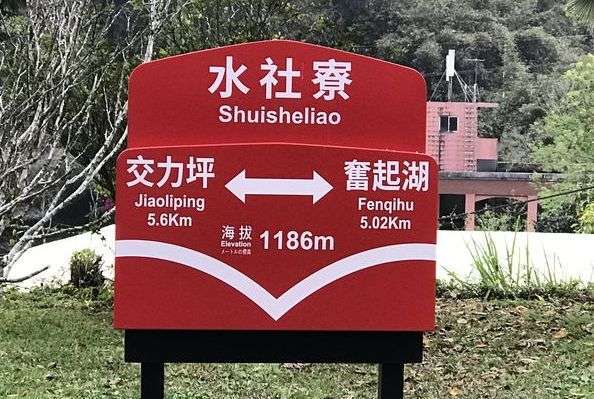 水社寮
Shuisheliao
交力坪
Jiaoliping
5.6Km
奮起湖
Fenqihu
5.02Km
海拔
Elevation
1186m